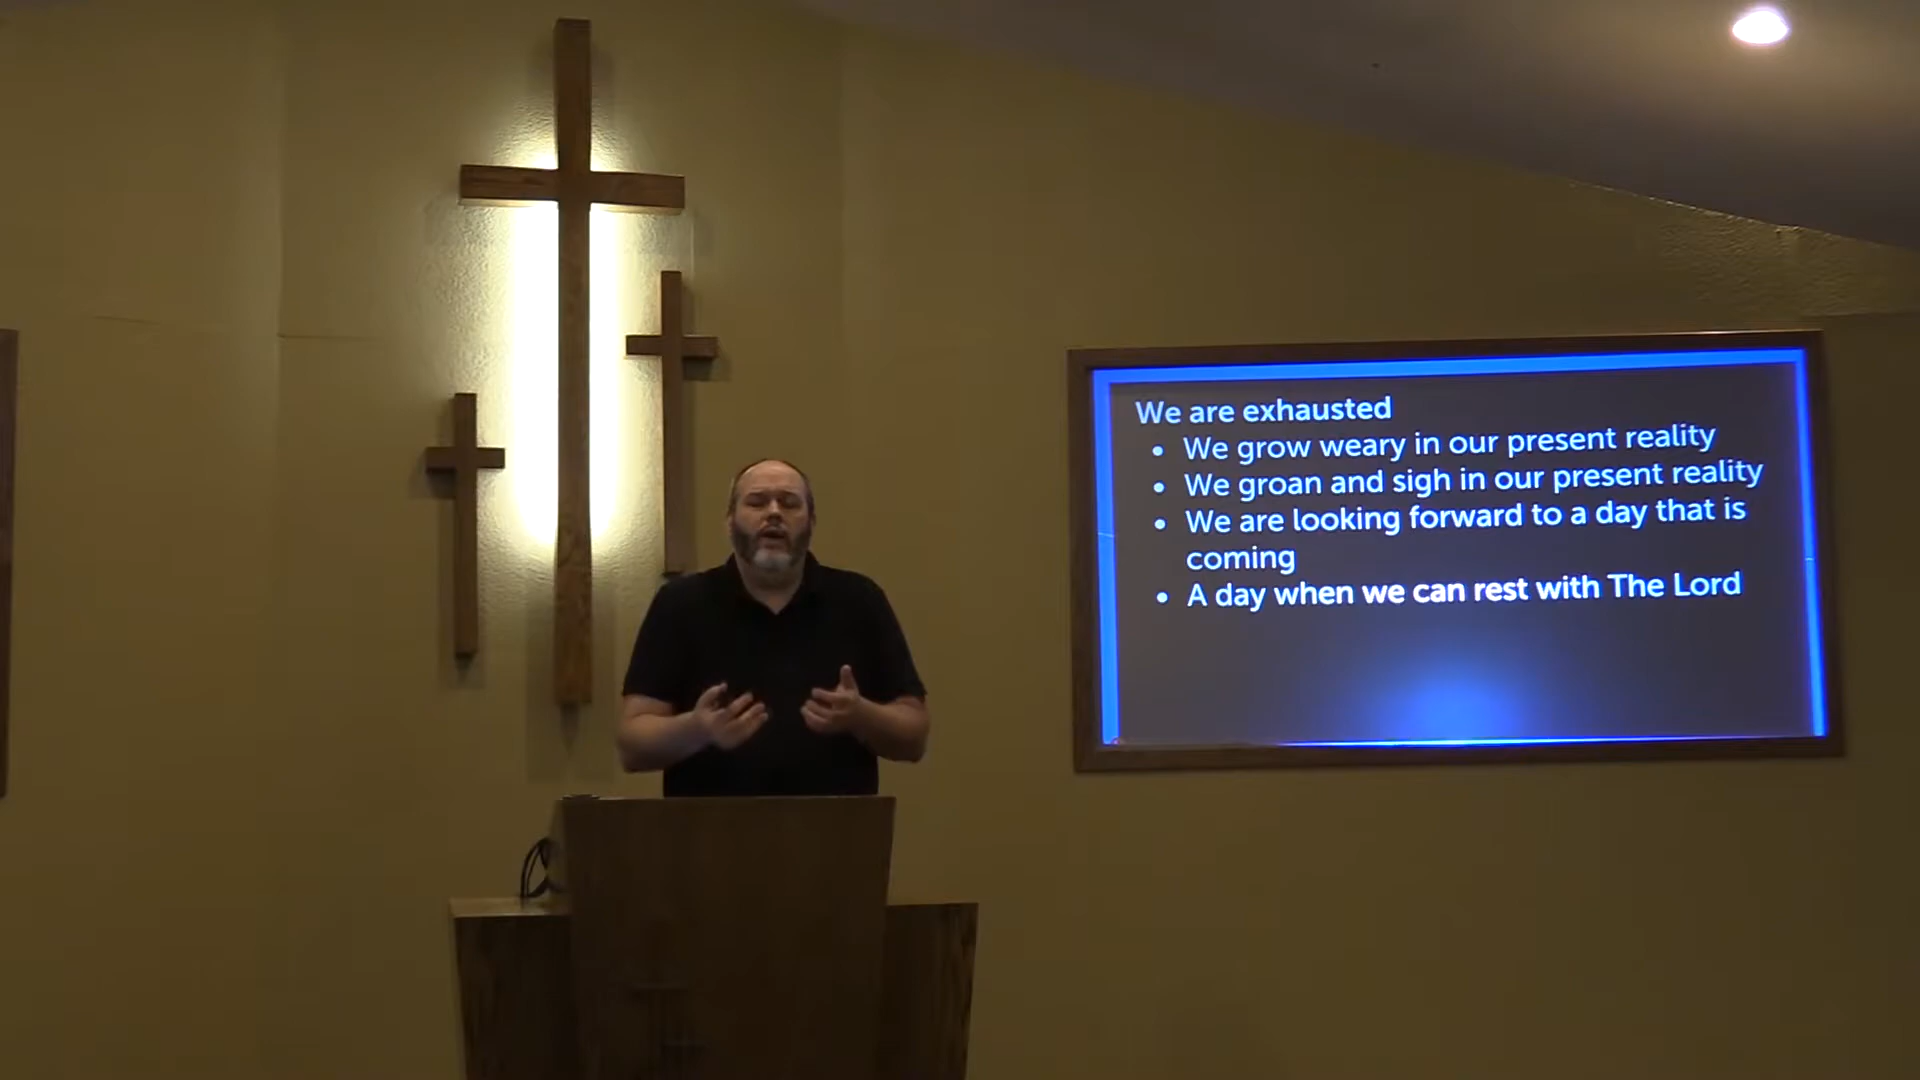 We are exhausted
• We grow weary in our present reality
• We groan and sigh in our present reality
• We are looking forward to a day that is
coming
• A day when we can rest with The Lord